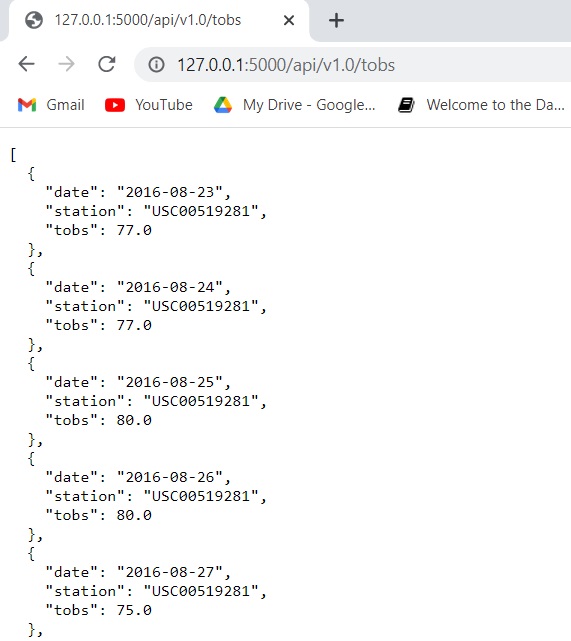 127.0.0.1:5000/api/v1.0/tobs
127.0.0.1:5000/api/v1.0/tobs
Gmail YouTube My Drive - Google... Welcome to the Da...
[
  {
    "date": "2016-08-23",
    "station": "USC00519281",
    "tobs": 77.0
  },
  {
    "date": "2016-08-24",
    "station": "USC00519281",
    "tobs": 77.0
  },
  {
    "date": "2016-08-25",
    "station": "USC00519281",
    "tobs": 80.0
  },
  {
    "date": "2016-08-26",
    "station": "USC00519281",
    "tobs": 80.0
  },
  {
    "date": "2016-08-27",
    "station": "USC00519281",
    "tobs": 75.0
  },